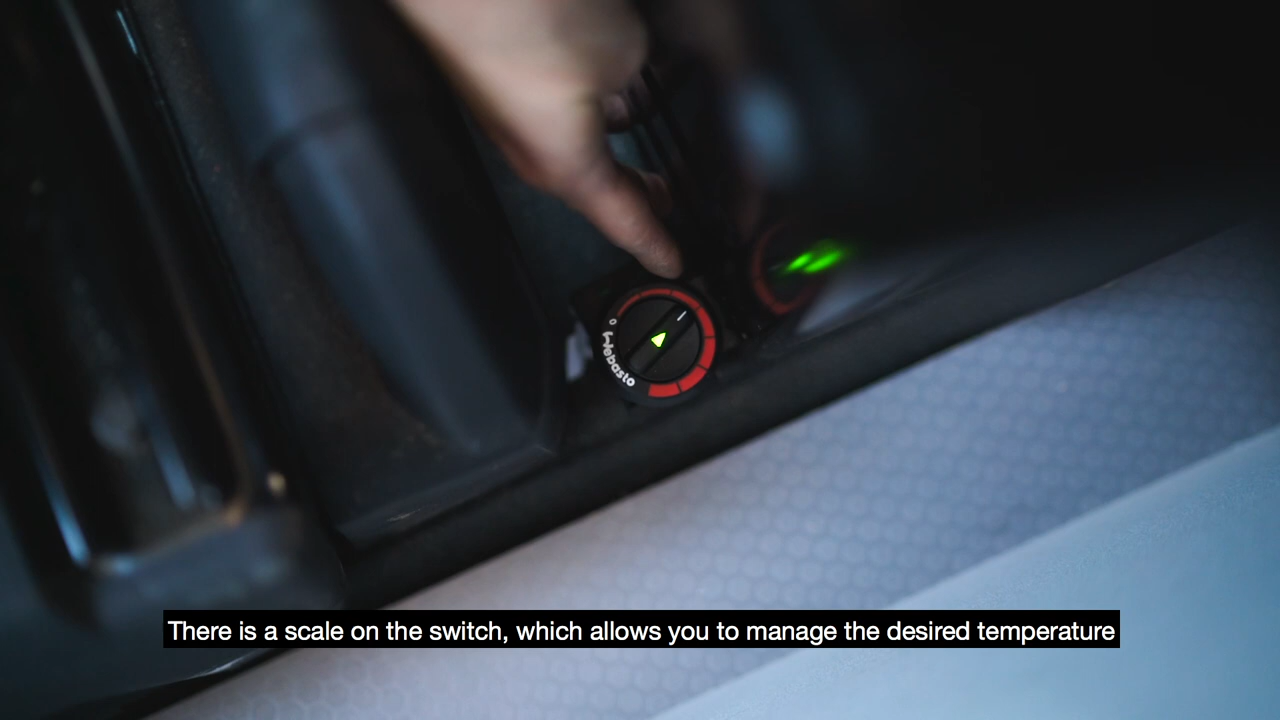 0
Webasto
There is a scale on the switch, which allows you to manage the desired temperature